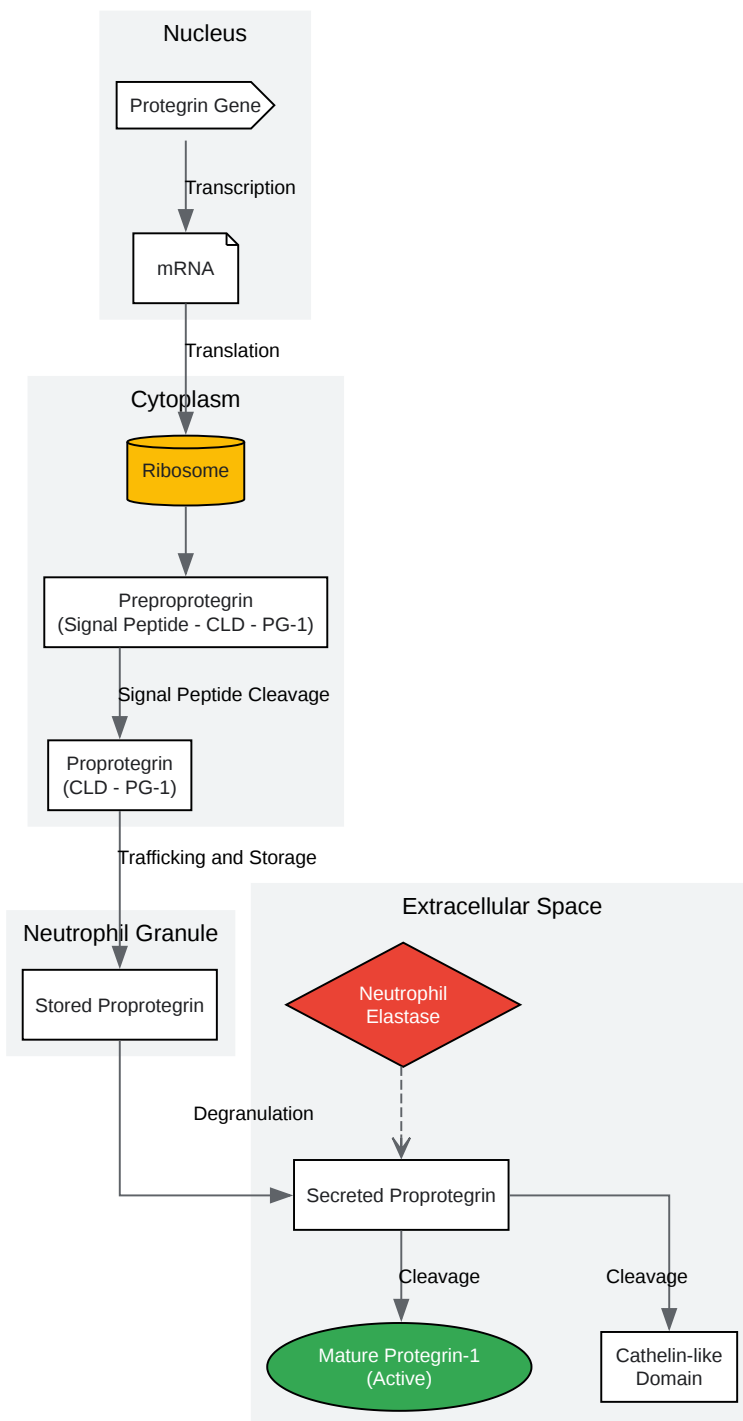 Nucleus
Protegrin Gene
Transcription
mRNA
Translation
Cytoplasm
Ribosome
Preproprotegrin
(Signal Peptide - CLD - PG-1)
Signal Peptide Cleavage
Proprotegrin
(CLD - PG-1)
Trafficking and Storage
Neutrophil Granule
Stored Proprotegrin
Extracellular Space
Neutrophil
Elastase
Degranulation
Secreted Proprotegrin
Cleavage
Cleavage
Mature Protegrin-1
(Active)
Cathelin-like
Domain